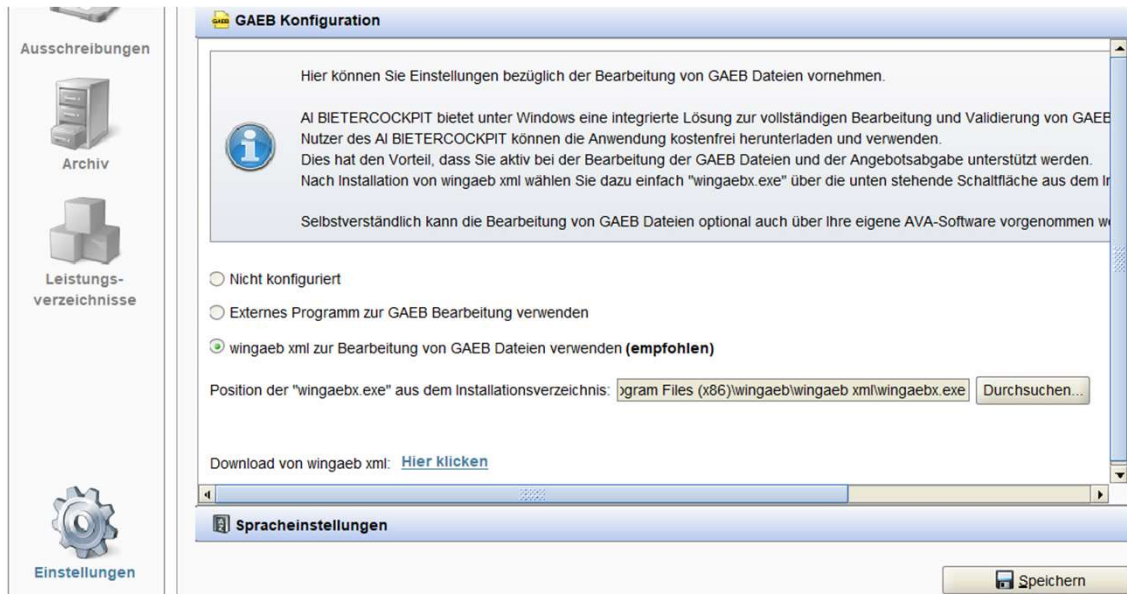 Ausschreibungen
Archiv
Leistungs-
verzeichnisse
Einstellungen
GAEB Konfiguration
Hier können Sie Einstellungen bezüglich der Bearbeitung von GAEB Dateien vornehmen.
AI BIETERCOCKPIT bietet unter Windows eine integrierte Lösung zur vollständigen Bearbeitung und Validierung von GAEB
Nutzer des AI BIETERCOCKPIT können die Anwendung kostenfrei herunterladen und verwenden.
Dies hat den Vorteil, dass Sie aktiv bei der Bearbeitung der GAEB Dateien und der Angebotsabgabe unterstützt werden.
Nach Installation von wingaeb xml wählen Sie dazu einfach "wingaebx.exe" über die unten stehende Schaltfläche aus dem
Selbstverständlich kann die Bearbeitung von GAEB Dateien optional auch über Ihre eigene AVA-Software vorgenommen
Nicht konfiguriert
Externes Programm zur GAEB Bearbeitung verwenden
wingaeb xml zur Bearbeitung von GAEB Dateien verwenden (empfohlen)
Position der "wingaebx.exe" aus dem Installationsverzeichnis: ogram Files (x86)\wingaeb\wingaeb xml\wingaebx.exe Durchsuchen...
Download von wingaeb xml: Hier klicken
Spracheinstellungen
Speichern